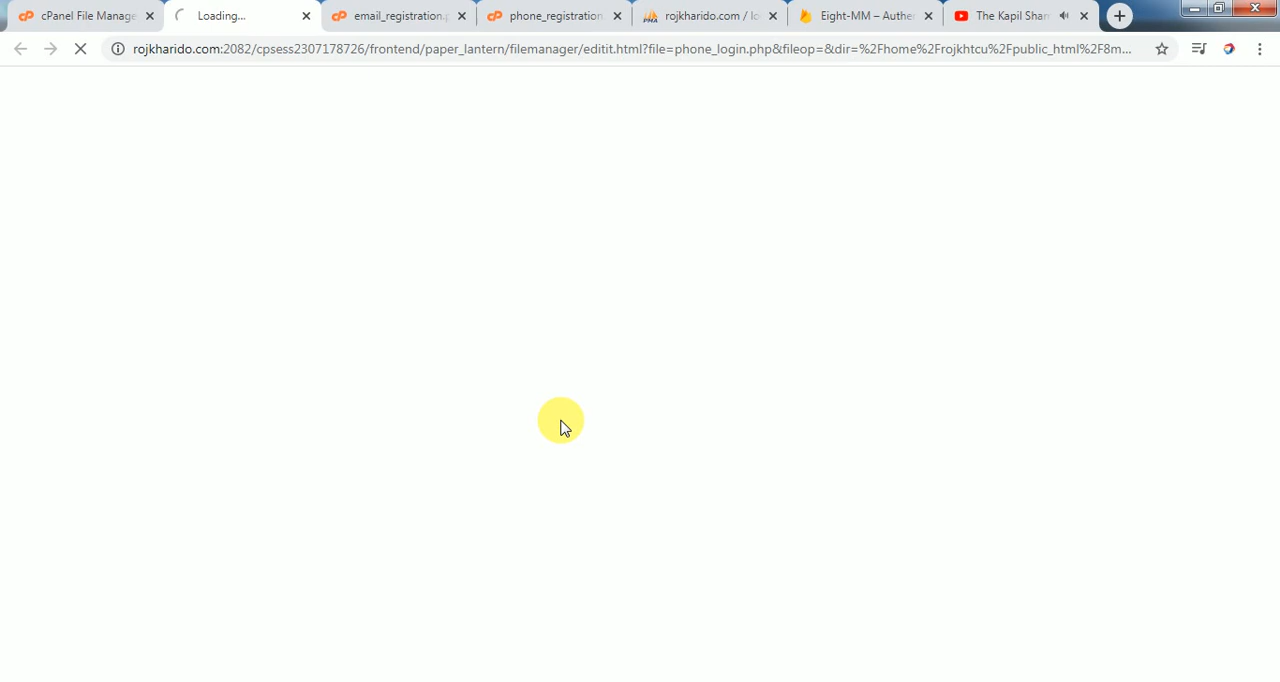 cPanel File Manage
Loading...
email_registration.
phone_registration
rojkharido.com / lo
Eight-MM – Authen
The Kapil Shar
rojkharido.com:2082/cpsess2307178726/frontend/paper_lantern/filemanager/editit.html?file=phone_login.php&fileop=&dir=%2Fhome%2Frojkhtcu%2Fpublic_html%2F8m...